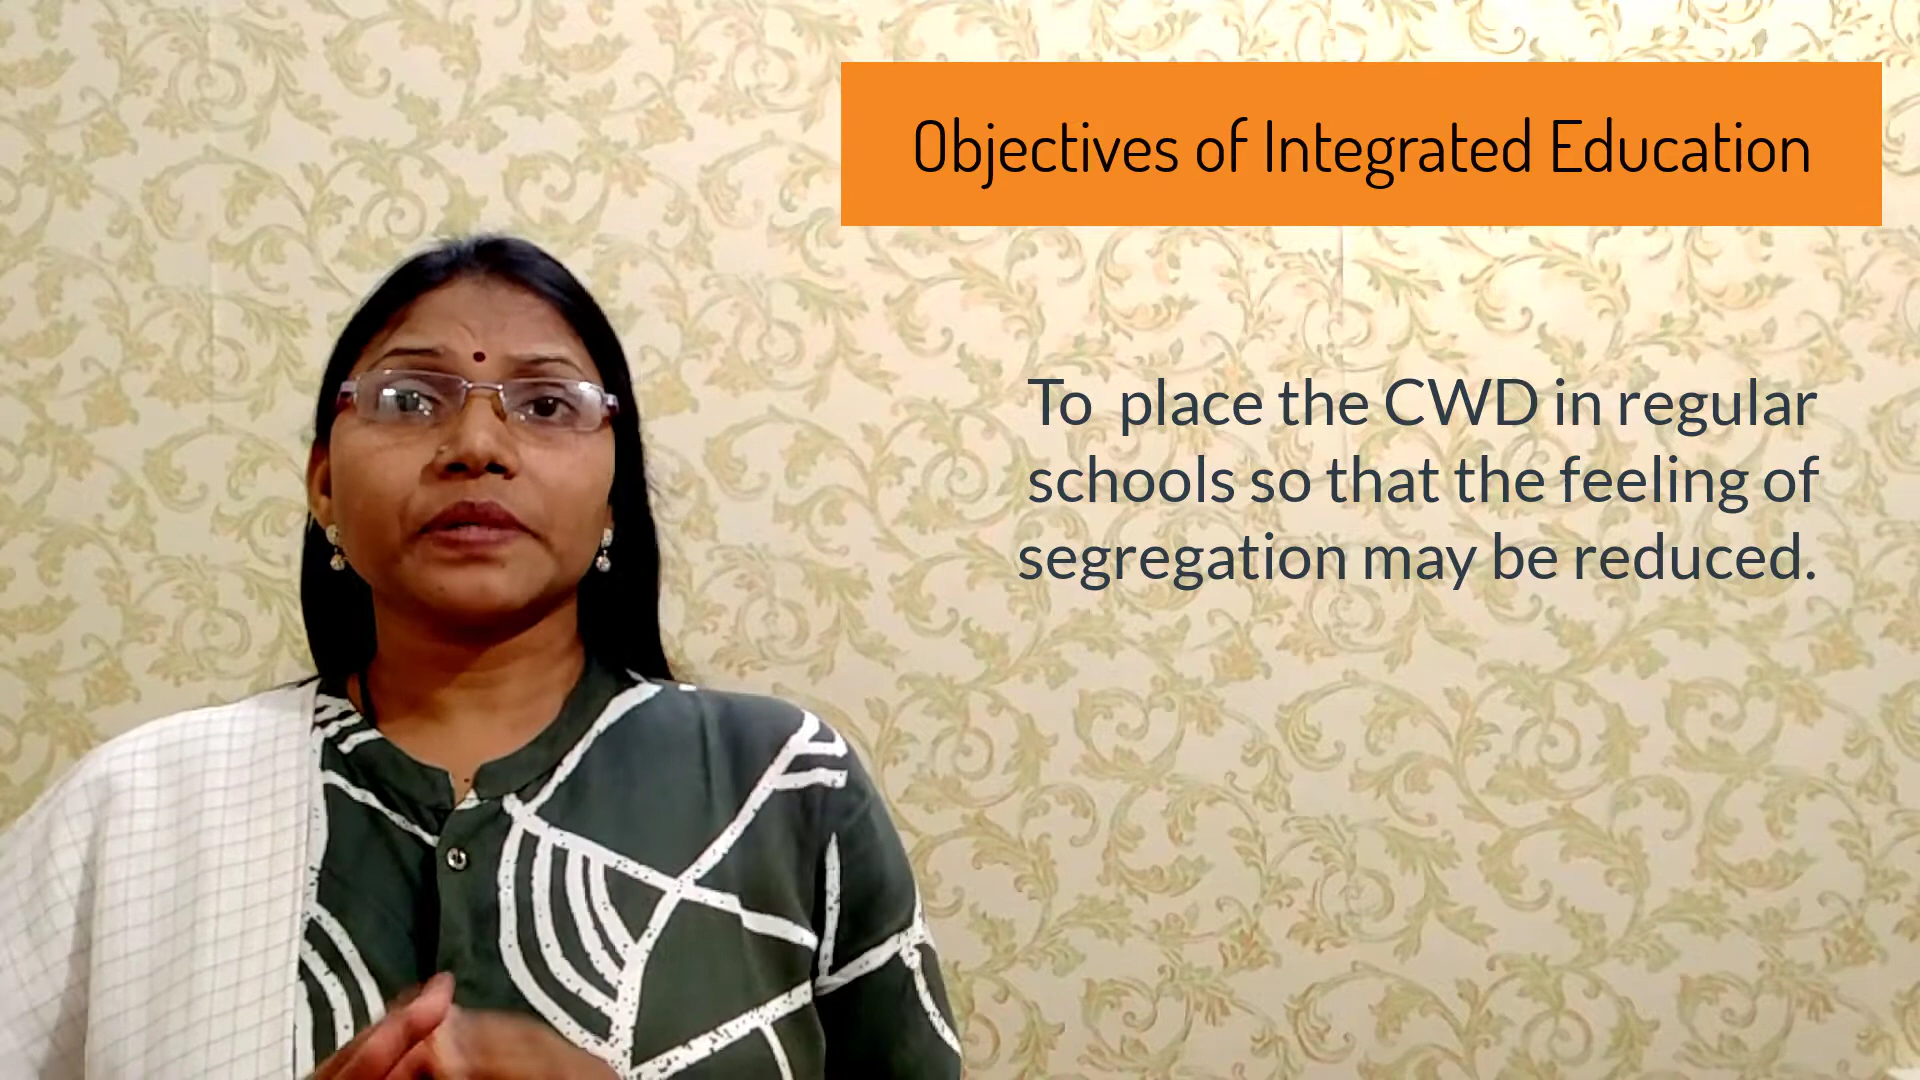 Objectives of Integrated Education
To place the CWD in regular
schools so that the feeling of
segregation may be reduced.